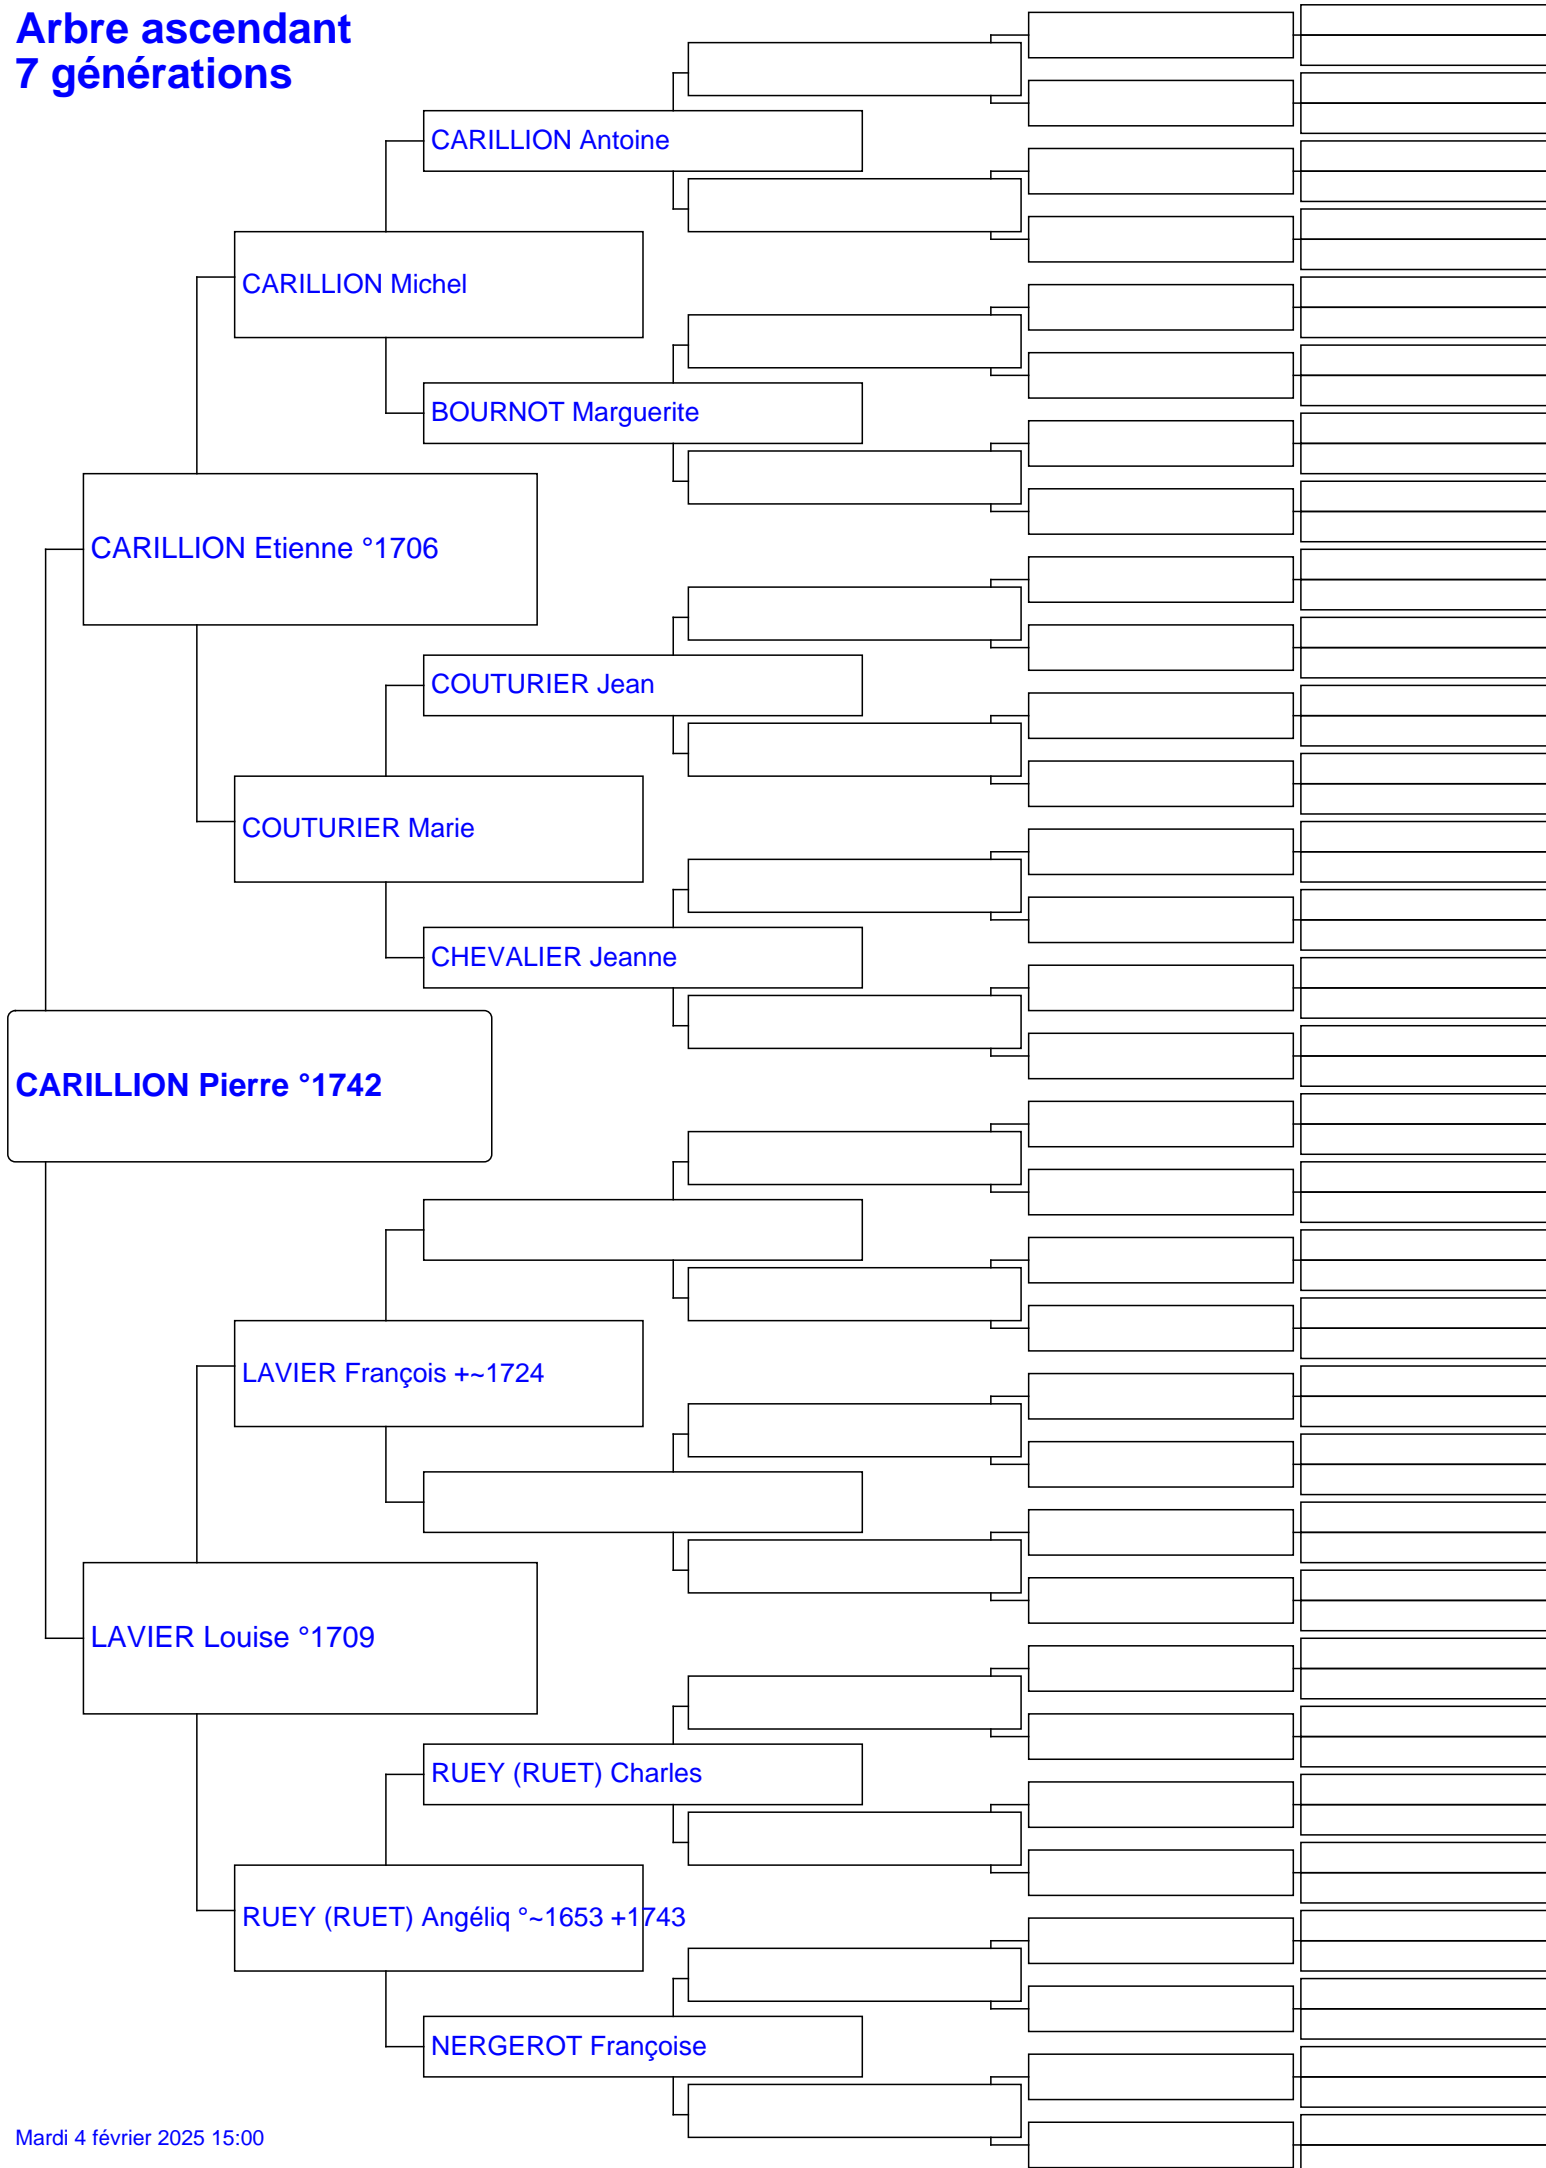 Arbre ascendant
7 générations
CARILLION Antoine
CARILLION Michel
BOURNOT Marguerite
CARILLION Etienne °1706
COUTURIER Jean
COUTURIER Marie
CHEVALIER Jeanne
CARILLION Pierre °1742
LAVIER François +~1724
LAVIER Louise °1709
RUEY (RUET) Charles
RUEY (RUET) Angéliq °~1653 +1743
NERGEROT Françoise
Mardi 4 février 2025 15:00